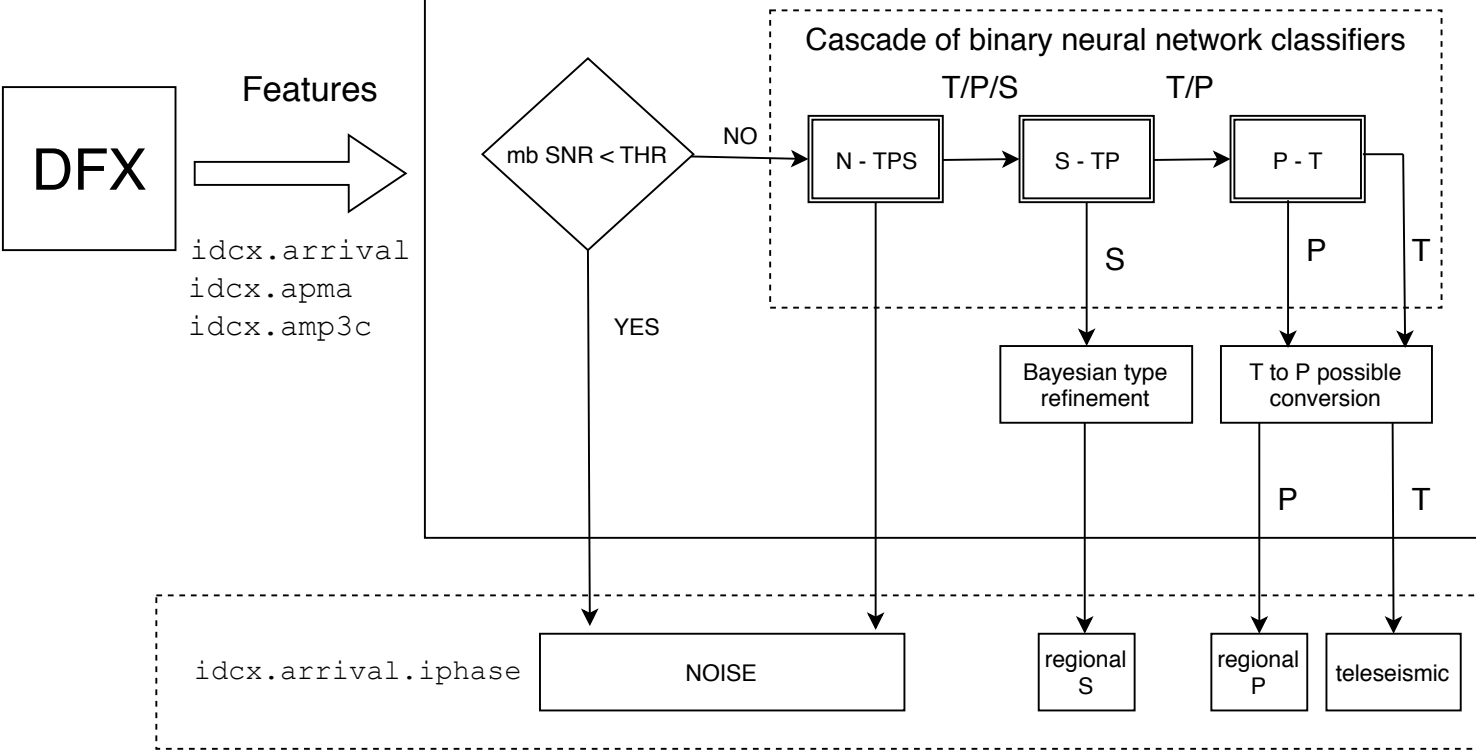 Cascade of binary neural network classifiers
DFX
Features
idcx.arrival
idcx.apma
idcx.amp3c
mb SNR < THR
NO
YES
T/P/S
T/P
N - TPS
S - TP
P - T
S
P
T
Bayesian type
refinement
T to P possible
conversion
P
T
idcx.arrival.iphase
NOISE
regional
S
regional
P
teleseismic